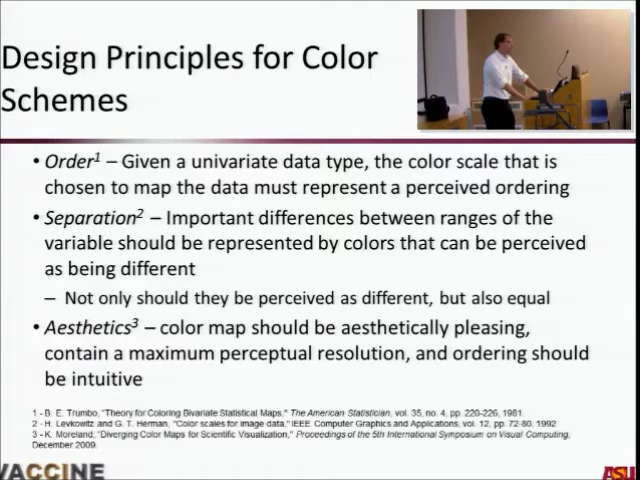 Design Principles for Color
Schemes
• Order1 – Given a univariate data type, the color scale that is
chosen to map the data must represent a perceived ordering
• Separation2 – Important differences between ranges of the
variable should be represented by colors that can be perceived
as being different
– Not only should they be perceived as different, but also equal
• Aesthetics3 – color map should be aesthetically pleasing,
contain a maximum perceptual resolution, and ordering should
be intuitive
1 - B. E. Trumbo, "Theory for Coloring Bivariate Statistical Maps," The American Statistician, vol. 35, no. 4, pp. 220-226, 1981.
2 - H. Levkowitz and G. T. Herman, "Color scales for image data," IEEE Computer Graphics and Applications, vol. 12, pp. 72-80, 1992
3 - K. Moreland, "Diverging Color Maps for Scientific Visualization," Proceedings of the 5th International Symposium on Visual Computing,
December 2009.
VACCINE
ASU